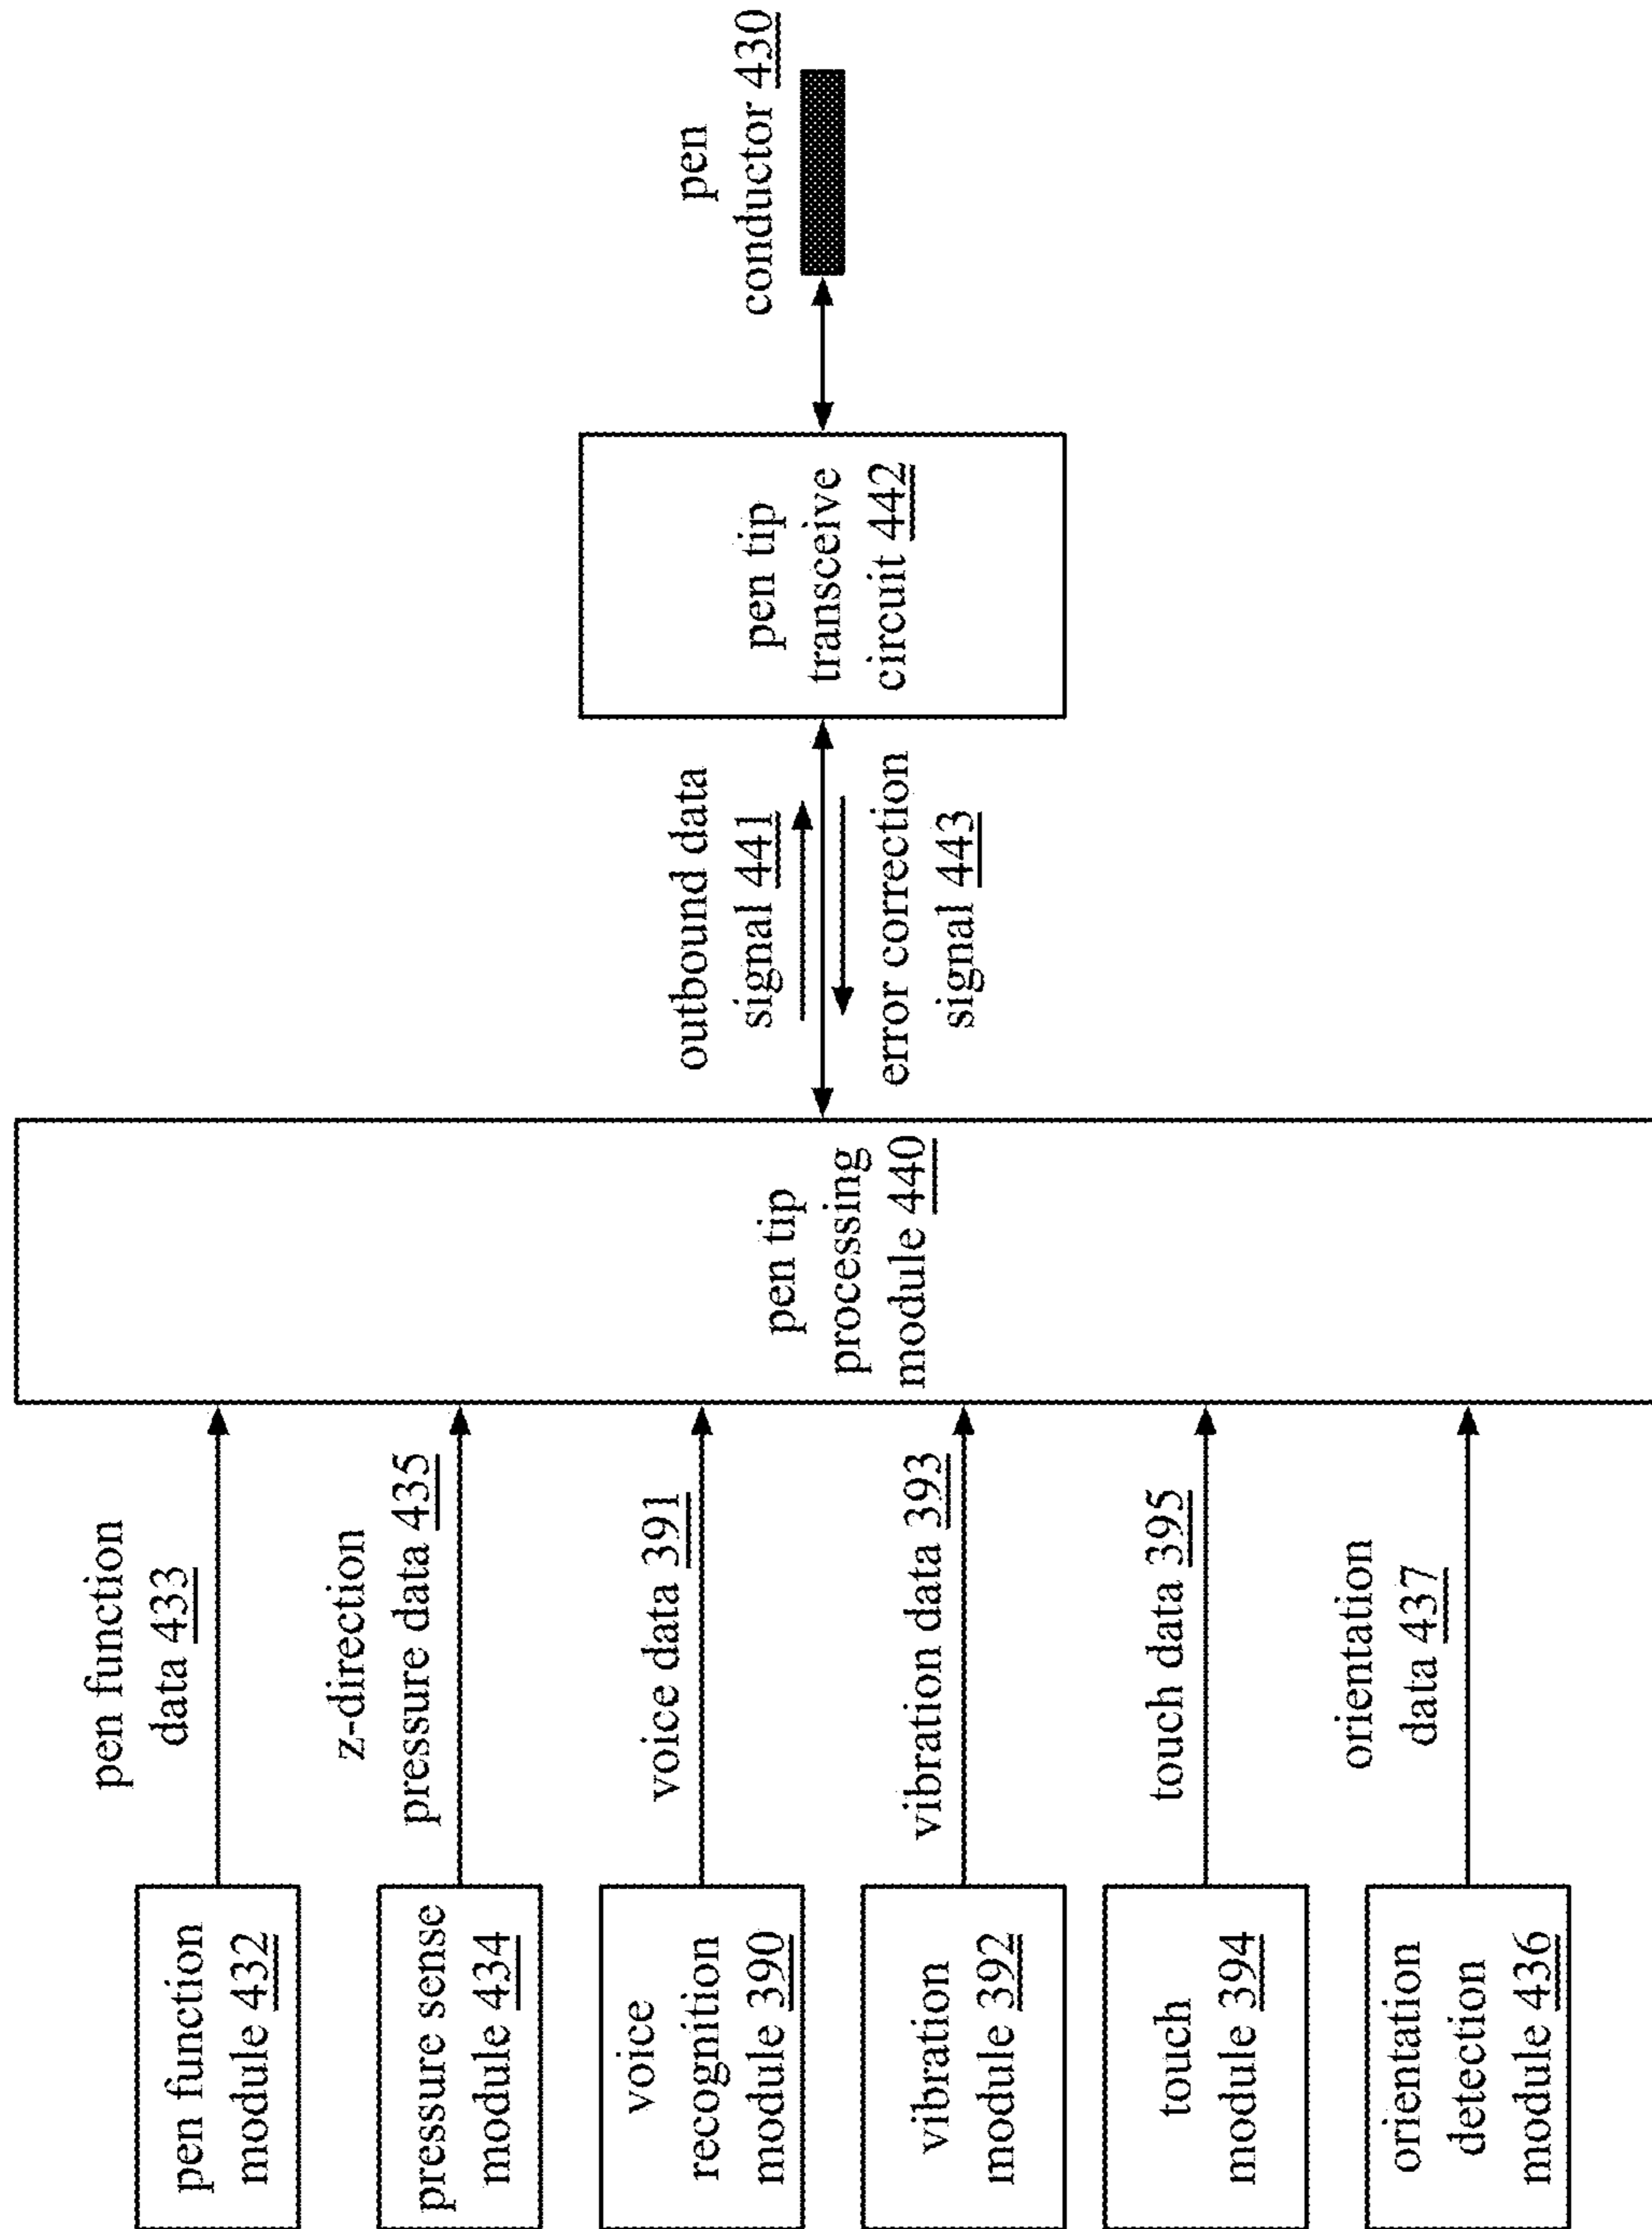 pen function
module 432
pen function
data 433
pressure sense
module 434
z-direction
pressure data 435
voice
recognition
module 390
voice data 391
vibration
module 392
vibration data 393
touch
module 394
touch data 395
orientation
detection
module 436
orientation
data 437
pen tip
processing
module 440
outbound data
signal 441
error correction
signal 443
pen tip
transceive
circuit 442
pen
conductor 430